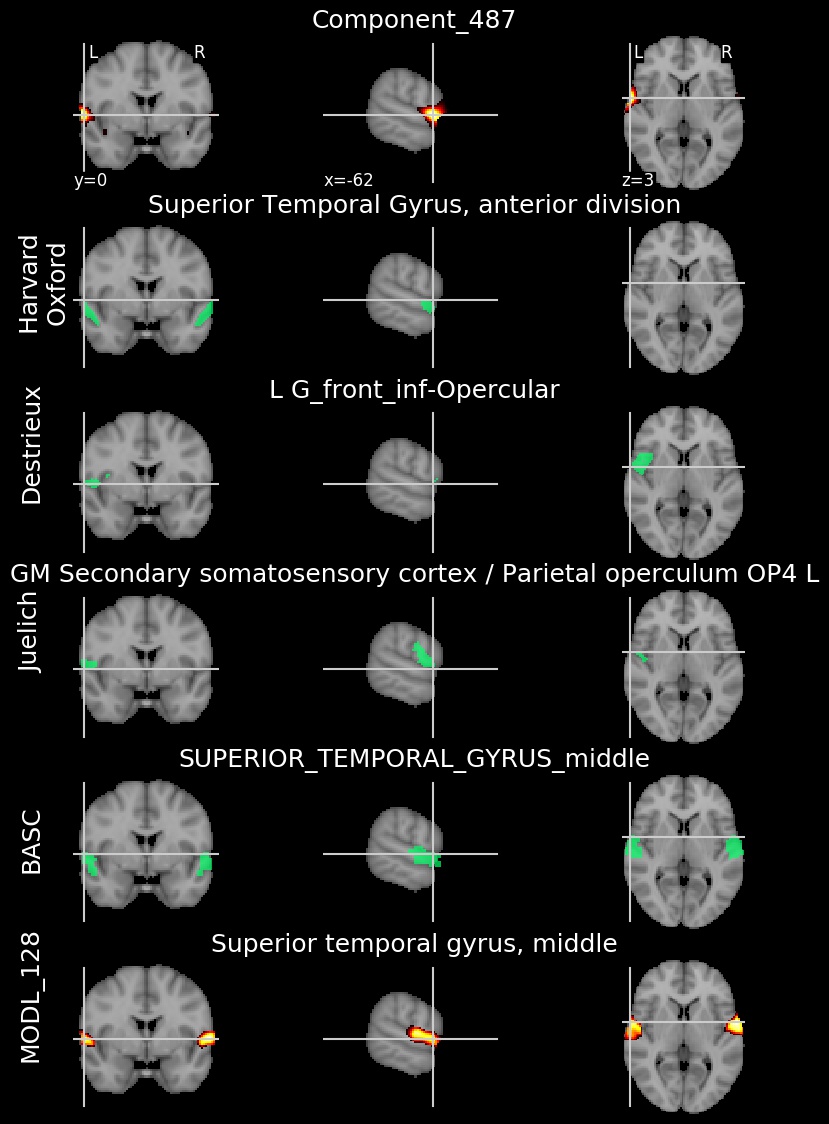 Component_487
L R
L R
y=0
x=-62
z=3
Superior Temporal Gyrus, anterior division
Harvard
Oxford
L G_front_inf-Opercular
Destrieux
GM Secondary somatosensory cortex / Parietal operculum OP4 L
Juelich
SUPERIOR_TEMPORAL_GYRUS_middle
BASC
Superior temporal gyrus, middle
MODL_128